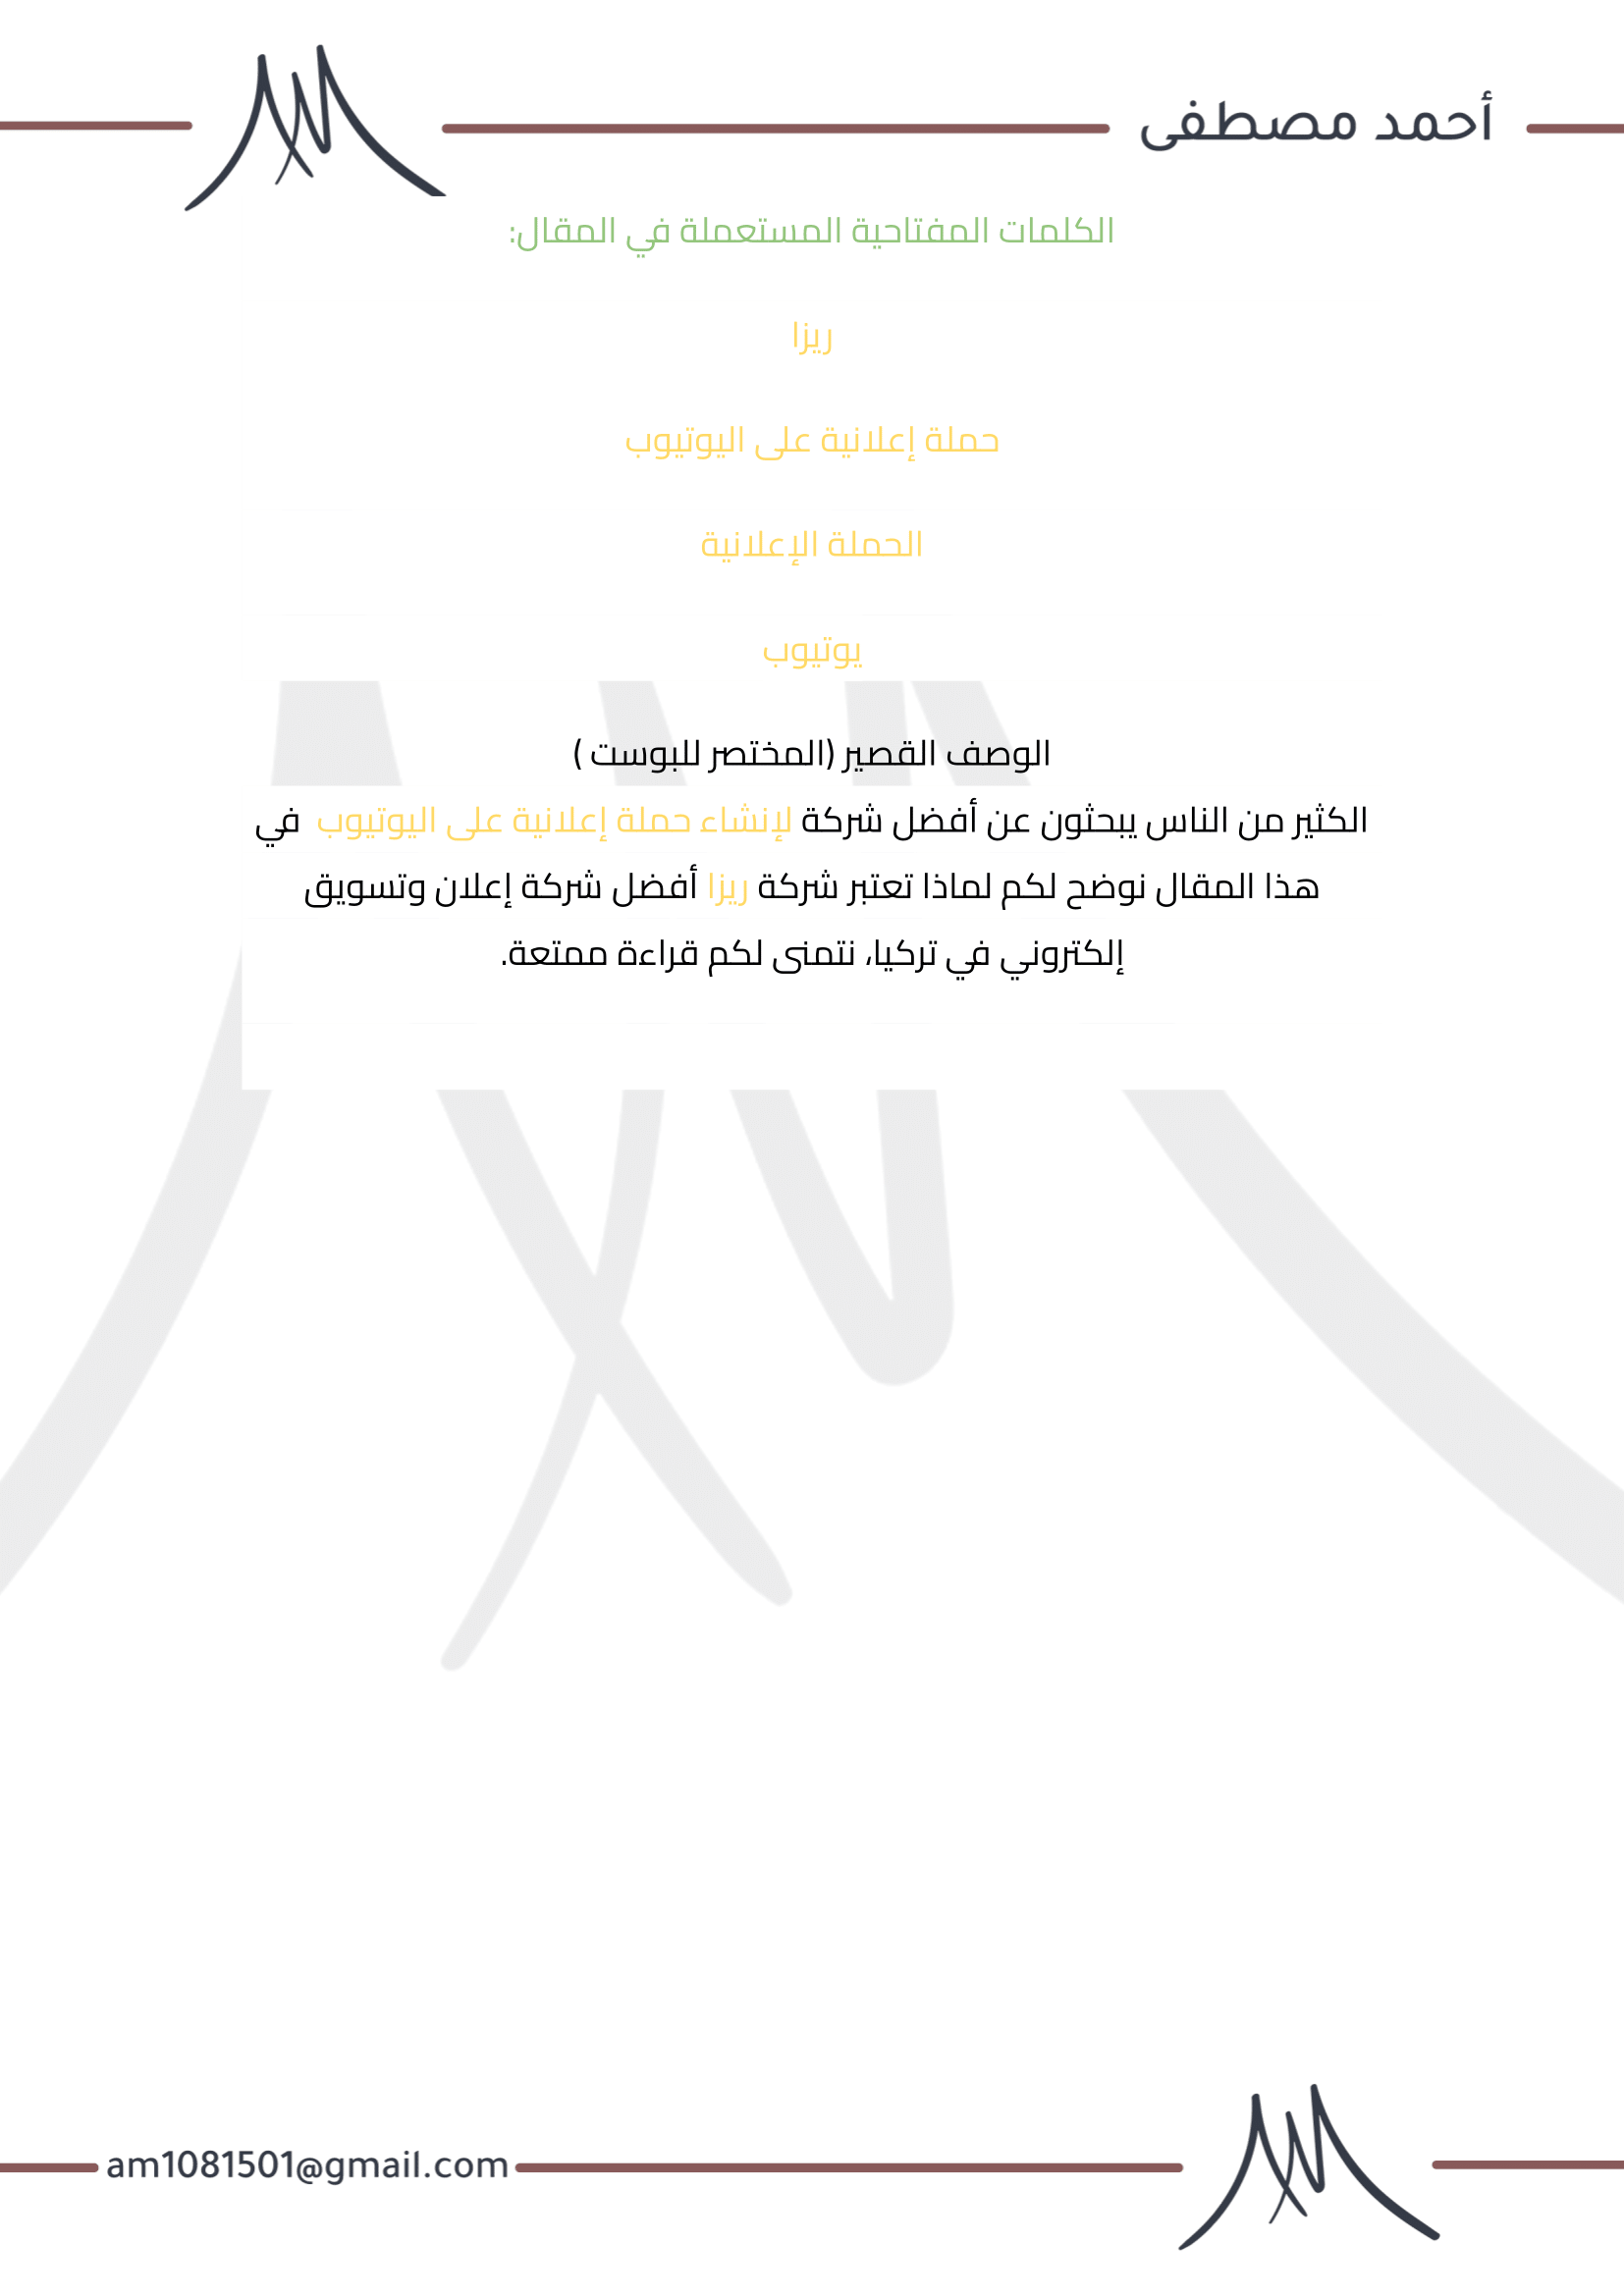 أحمد مصطفى
الكلمات المفتاحية المستعملة في المقال:
ريزا
حملة إعلانية على اليوتيوب
الحملة الإعلانية
يوتيوب
الوصف القصير (المختصر للبوست )
الكثير من الناس يبحثون عن أفضل شركة لإنشاء حملة إعلانية على اليوتيوب في
هذا المقال نوضح لكم لماذا تعتبر شركة ريزا أفضل شركة إعلان وتسويق
إلكتروني في تركيا، نتمنى لكم قراءة ممتعة.
am1081501@gmail.com